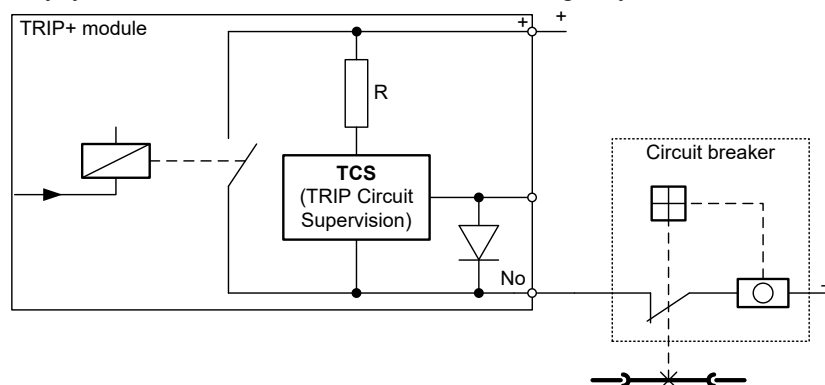 TRIP+ module
+
+
R
TCS
(TRIP Circuit
Supervision)
Circuit breaker
No
-